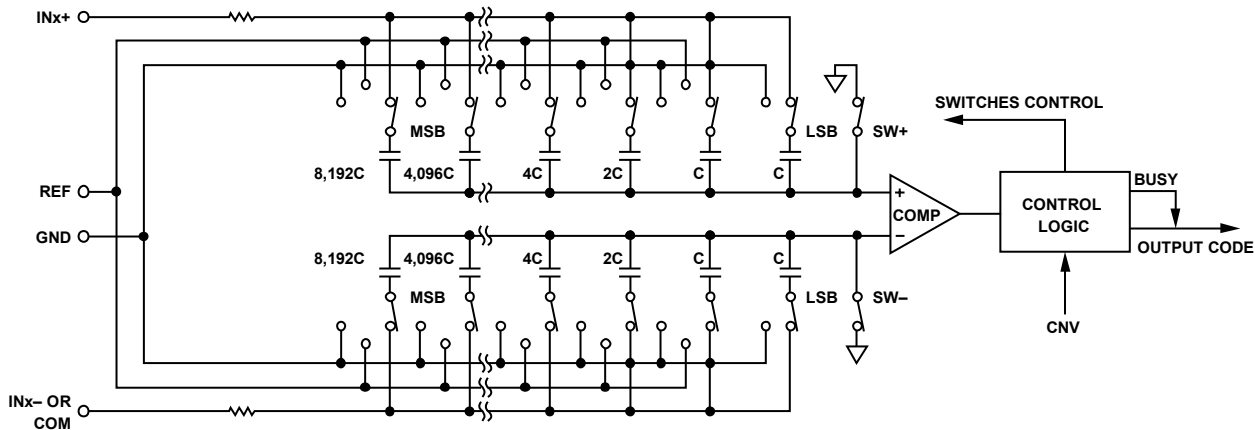 INx+
SWITCHES CONTROL
MSB
LSB
SW+
8,192C
4,096C
4C
2C
C
C
REF
BUSY
+
COMP
–
CONTROL
LOGIC
GND
OUTPUT CODE
8,192C
4,096C
4C
2C
C
C
MSB
LSB
SW–
CNV
INx– OR
COM